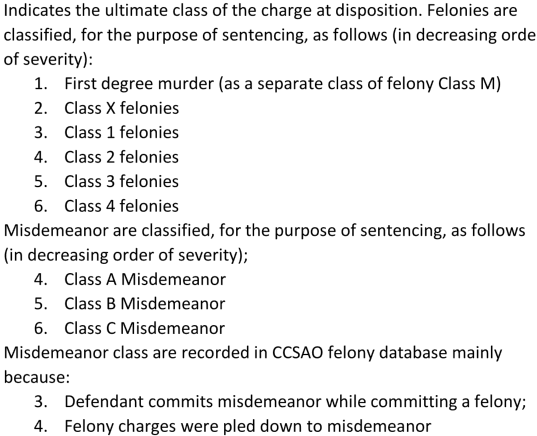 Indicates the ultimate class of the charge at disposition. Felonies are
classified, for the purpose of sentencing, as follows (in decreasing orde
of severity):
1. First degree murder (as a separate class of felony Class M)
2. Class X felonies
3. Class 1 felonies
4. Class 2 felonies
5. Class 3 felonies
6. Class 4 felonies
Misdemeanor are classified, for the purpose of sentencing, as follows
(in decreasing order of severity);
4. Class A Misdemeanor
5. Class B Misdemeanor
6. Class C Misdemeanor
Misdemeanor class are recorded in CCSAO felony database mainly
because:
3. Defendant commits misdemeanor while committing a felony;
4. Felony charges were pled down to misdemeanor